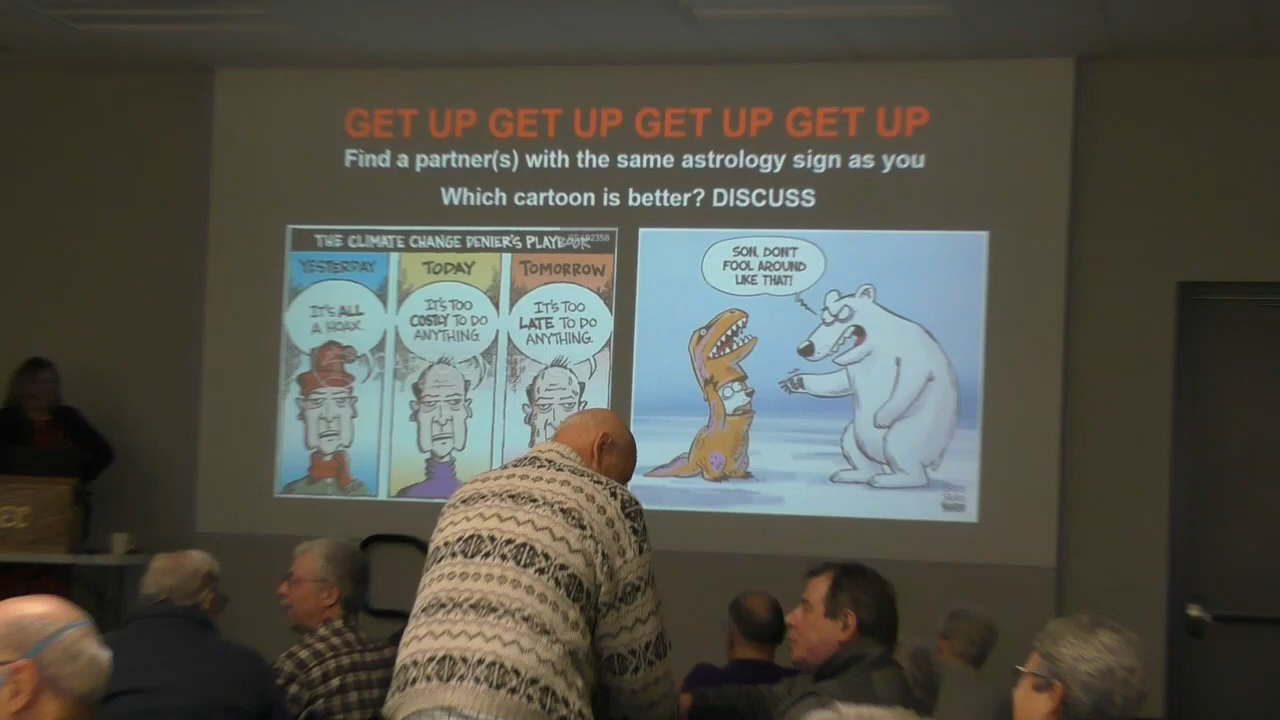 GET UP GET UP GET UP GET UP
Find a partner(s) with the same astrology sign as you
Which cartoon is better? DISCUSS
THE CLIMATE CHANGE DENIER'S PLAYBOOK
YESTERDAY
IT'S ALL
A HOAX.
TODAY
IT'S TOO
COSTLY TO DO
ANYTHING.
TOMORROW
IT'S TOO
LATE TO DO
ANYTHING.
SON, DON'T
FOOL AROUND
LIKE THAT!